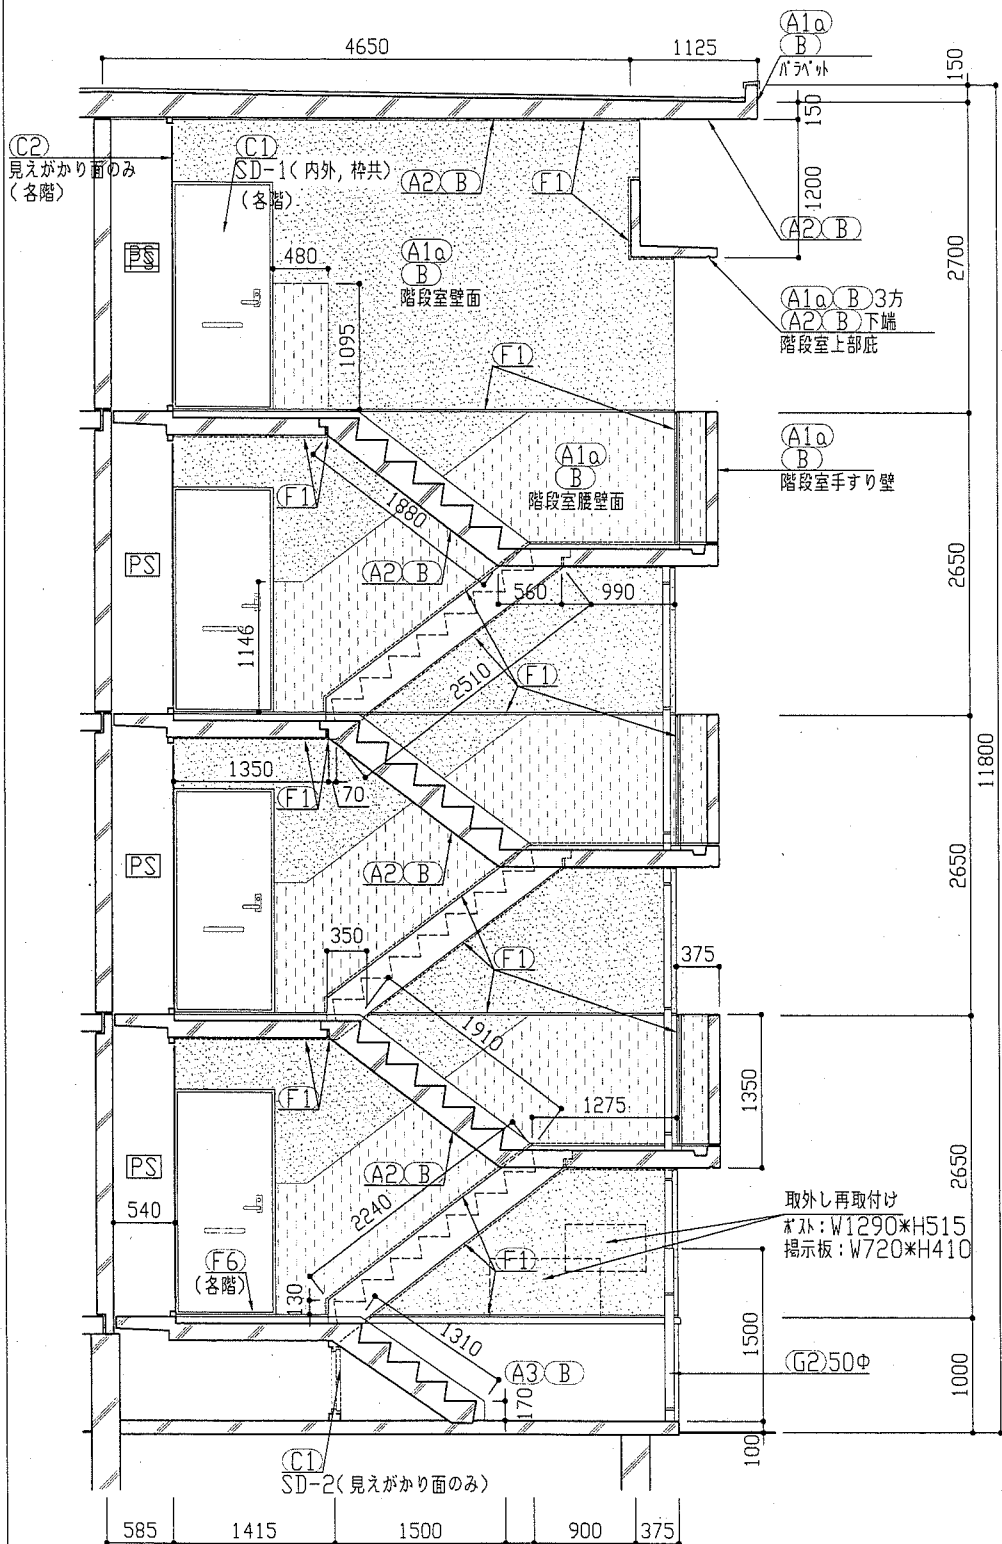 4650
1125
A1a
B
パラペット
150
150
C2
見えがかり面のみ
(各階)
C1
SD-1(内外,枠共)
(各階)
A2 B
F1
1200
A2 B
2700
PS
480
A1a
B
階段室壁面
1095
A1a B 3方
A2 B 下端
階段室上部庇
F1
A1a
B
階段室手すり壁
A1a
B
階段室腰壁面
F1
1880
A2 B
PS
2650
560
990
1146
2510
F1
11800
1350
70
F1
A2 B
PS
2650
350
F1
375
1910
F1
1275
1350
A2 B
PS
2650
540
2240
取外し再取付け
ポスト:W1290*H515
掲示板:W720*H410
F6
(各階)
F1
130
1310
1500
A3 B
170
G2 50Φ
1000
100
C1
SD-2(見えがかり面のみ)
585
1415
1500
900
375